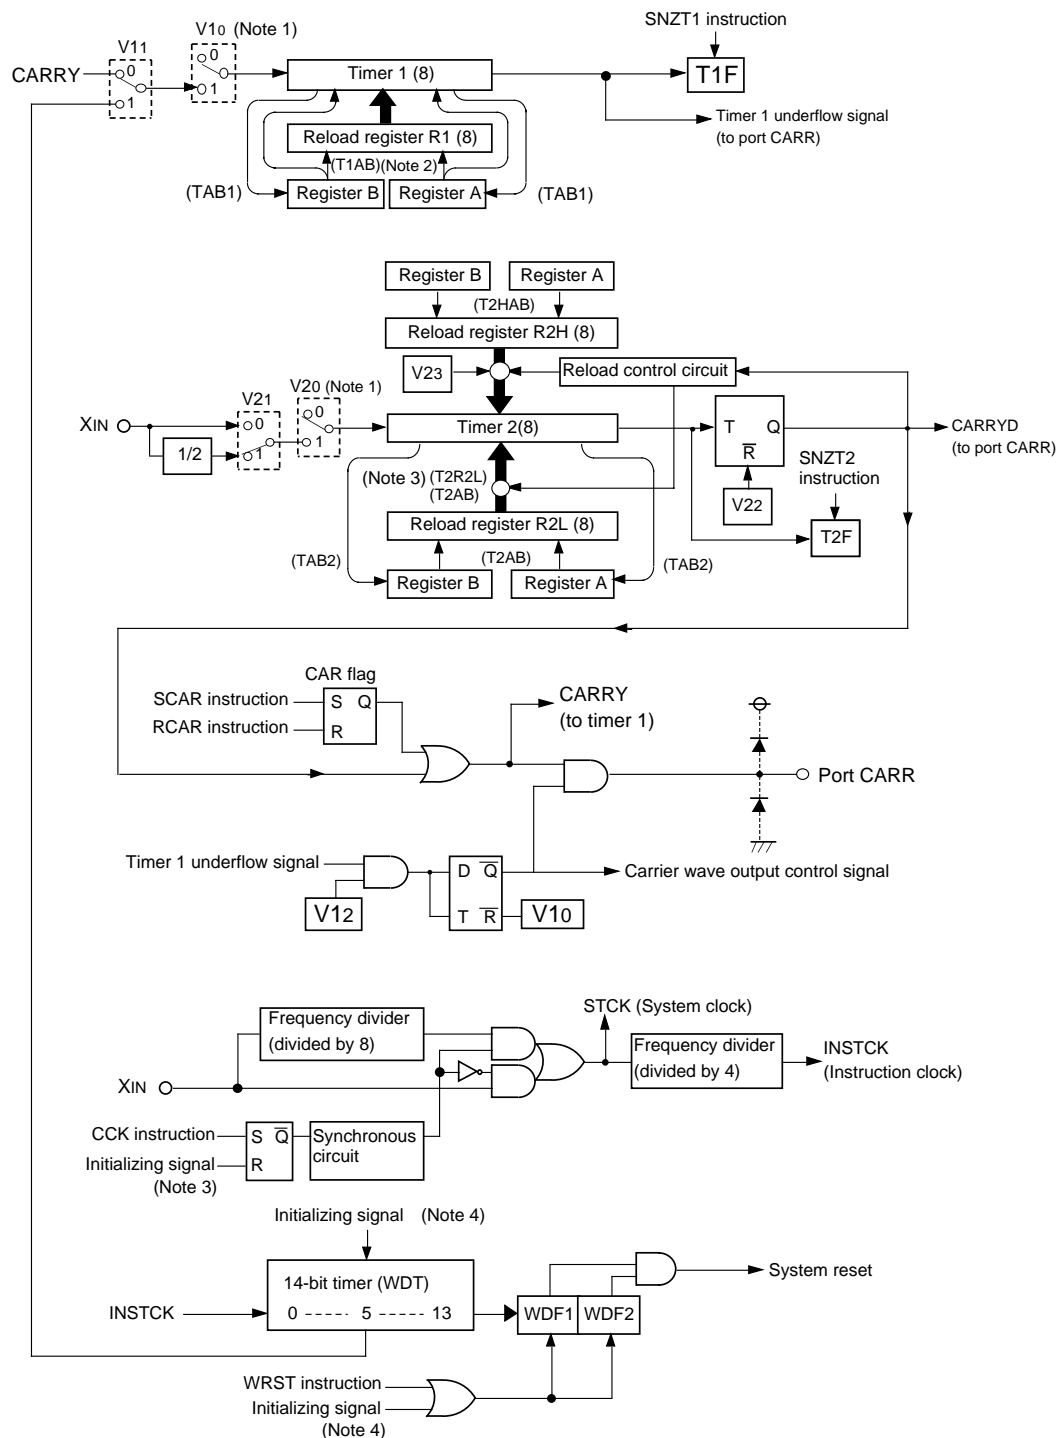 SNZT1 instruction
V10 (Note 1)
V11
0
0
CARRY
1
1
Timer 1 (8)
T1F
Timer 1 underflow signal
(to port CARR)
Reload register R1 (8)
(T1AB)(Note 2)
(TAB1)
Register B
Register A
(TAB1)
Register B
Register A
(T2HAB)
Reload register R2H (8)
V23
Reload control circuit
V20 (Note 1)
V21
XIN
0
0
1
1
1/2
Timer 2(8)
T Q
R
CARRYD
(to port CARR)
SNZT2
instruction
(Note 3) (T2R2L)
(T2AB)
V22
T2F
Reload register R2L (8)
(TAB2)
(T2AB)
(TAB2)
Register B
Register A
CAR flag
SCAR instruction
S Q
RCAR instruction
R
CARRY
(to timer 1)
Port CARR
Timer 1 underflow signal
D Q
Carrier wave output control signal
V12
T R
V10
STCK (System clock)
Frequency divider
(divided by 8)
Frequency divider
(divided by 4)
INSTCK
(Instruction clock)
XIN
CCK instruction
S Q
Synchronous
circuit
Initializing signal
R
(Note 3)
Initializing signal (Note 4)
14-bit timer (WDT)
System reset
INSTCK
0 ----- 5 ----- 13
WDF1
WDF2
WRST instruction
Initializing signal
(Note 4)